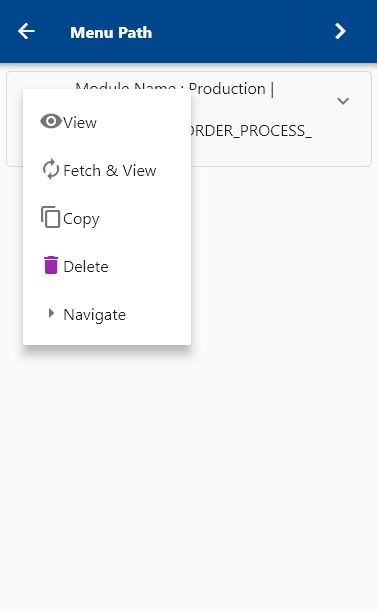 Menu Path
Module Name : Production |
ORDER_PROCESS_
View
Fetch & View
Copy
Delete
Navigate